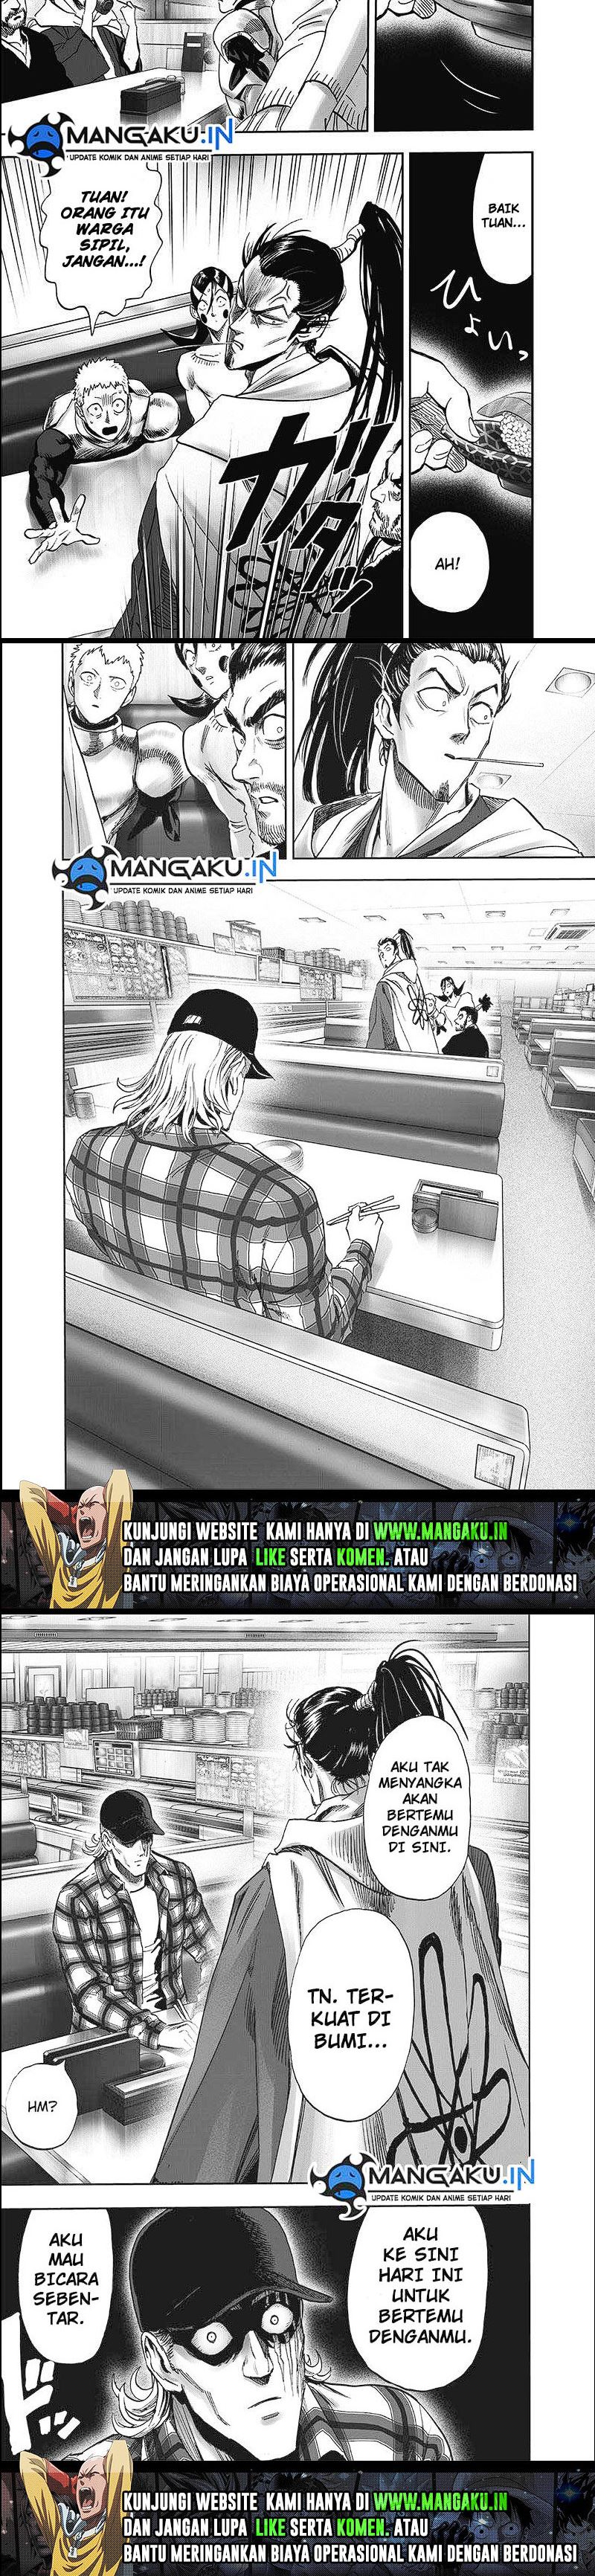 MANGAKU.IN
UPDATE KOMIK DAN ANIME SETIAP HARI
BAIK
TUAN...
TUAN!
ORANG ITU
WARGA
SIPIL,
JANGAN...!
ひょいっ
ガタタッ
AH!
MANGAKU.IN
UPDATE KOMIK DAN ANIME SETIAP HARI
KUNJUNGI WEBSITE KAMI HANYA DI WWW.MANGAKU.IN
DAN JANGAN LUPA LIKE SERTA KOMEN. ATAU
BANTU MERINGANKAN BIAYA OPERASIONAL KAMI DENGAN BERDONASI
AKU TAK
MENYANGKA
AKAN
BERTEMU
DENGANMU
DI SINI.
TN. TER-
KUAT DI
BUMI...
HM?
MANGAKU.IN
UPDATE KOMIK DAN ANIME SETIAP HARI
AKU
KE SINI
HARI INI
UNTUK
BERTEMU
DENGANMU.
AKU
MAU
BICARA
SEBEN-
TAR.
KUNJUNGI WEBSITE KAMI HANYA DI WWW.MANGAKU.IN
DAN JANGAN LUPA LIKE SERTA KOMEN. ATAU
BANTU MERINGANKAN BIAYA OPERASIONAL KAMI DENGAN BERDONASI